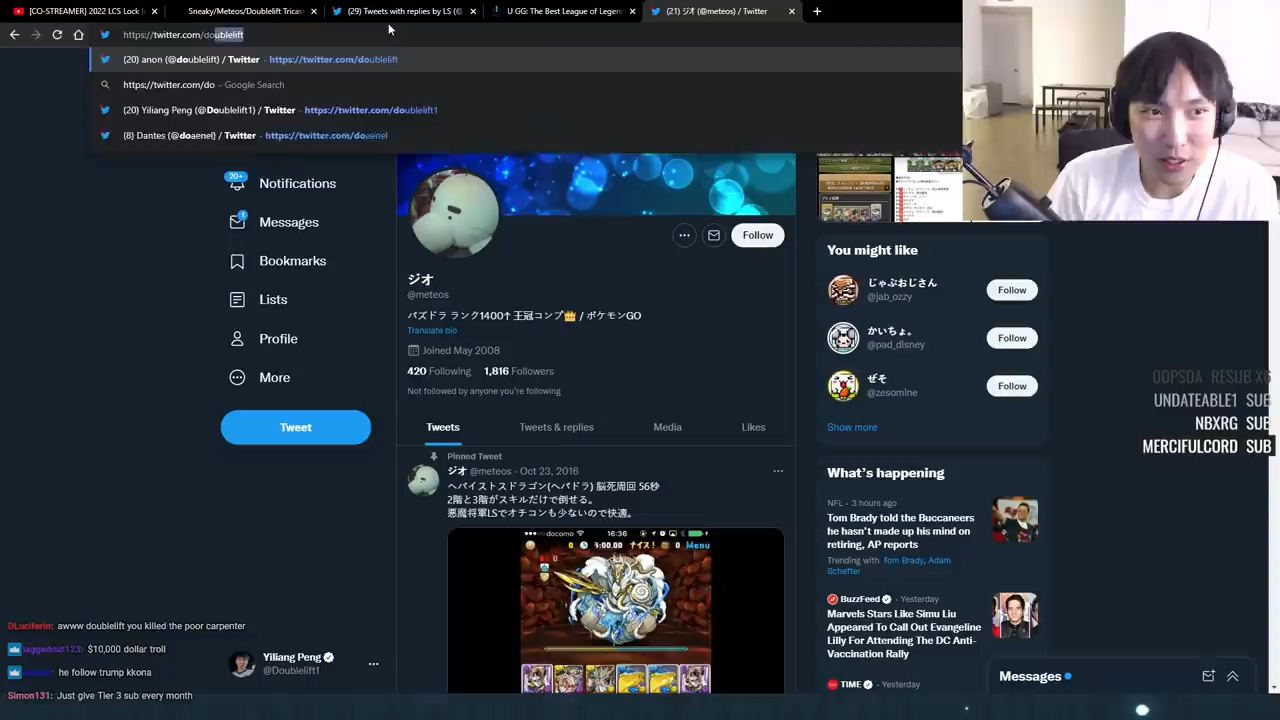 [CO-STREAMER] 2022 LCS Lock I
Sneaky/Meteos/Doublelift Tricas
(29) Tweets with replies by LS (@
U GG: The Best League of Legen
(21) ジオ (@meteos) / Twitter
https://twitter.com/doublelift
(20) anon (@doublelift) / Twitter - https://twitter.com/doublelift
https://twitter.com/do - Google Search
(20) Yiliang Peng (@Doublelift1) / Twitter - https://twitter.com/doublelift1
(8) Dantes (@doaenel) / Twitter - https://twitter.com/doaenel
20+
Notifications
1
Messages
Bookmarks
Lists
Profile
More
Tweet
Follow
ジオ
@meteos
パズドラ ランク1400↑ 王冠コンプ👑 / ポケモンGO
Translate bio
Joined May 2008
420 Following 1,816 Followers
Not followed by anyone you're following
Tweets Tweets & replies Media Likes
Pinned Tweet
ジオ @meteos · Oct 23, 2016
ヘパイストスドラゴン(ヘパドラ) 脳死周回 56秒
2階と3階がスキルだけで倒せる。
悪魔将軍LSでオチコンも少ないので快適。
docomo 16:36
0 3:00.00 ナイス! 0 Menu
You might like
じゃぶおじさん
@jab_ozzy
Follow
かいちょ。
@pad_disney
Follow
ぜそ
@zesomine
Follow
Show more
What's happening
NFL · 3 hours ago
Tom Brady told the Buccaneers
he hasn't made up his mind on
retiring, AP reports
Trending with Tom Brady, Adam
Schefter
BuzzFeed · Yesterday
Marvels Stars Like Simu Liu
Appeared To Call Out Evangeline
Lilly For Attending The DC Anti-
Vaccination Rally
TIME · Yesterday
Messages
ODPSDA RESUB X6
UNDATEABLE1 SUB
NBXRG SUB
MERCIFULCORD SUB
DLuciferin: awww doublelift you killed the poor carpenter
laggedout123: $10,000 dollar troll
he follow trump kkona
Simon131: Just give Tier 3 sub every month
Yiliang Peng
@Doublelift1